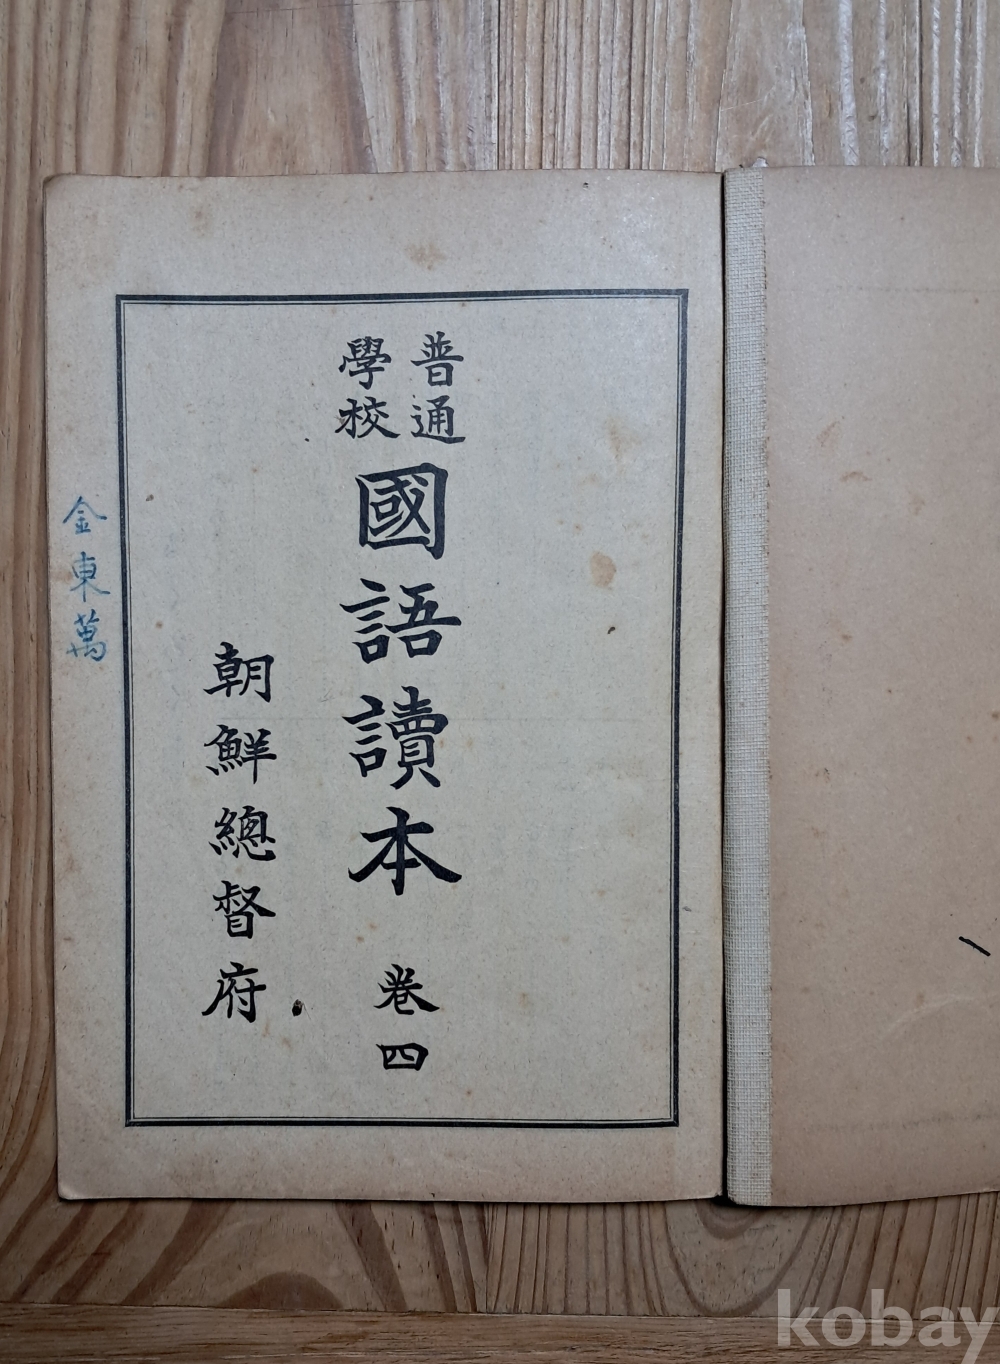 普通
學校
國語讀本 卷四
朝鮮總督府
金東萬
kobay